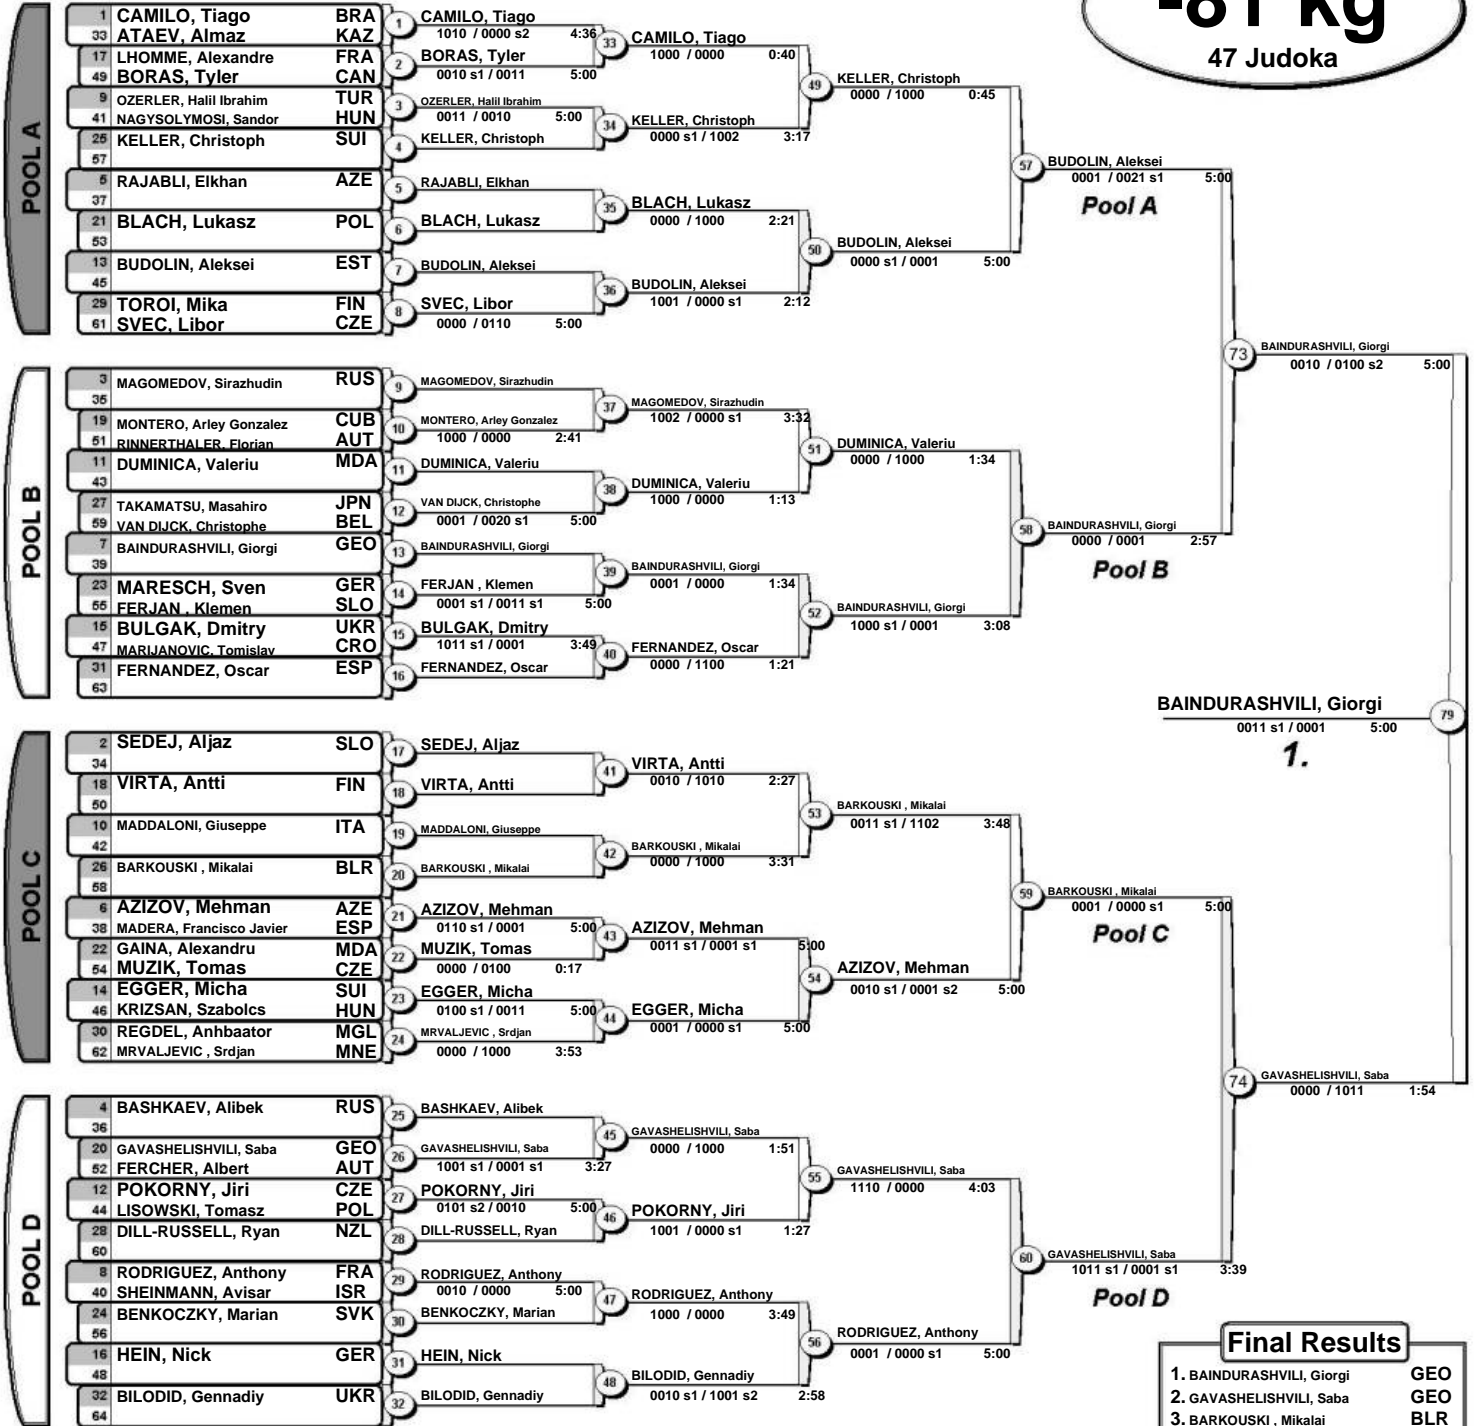 -81 kg
47 Judoka
POOL A
1 CAMILO, Tiago BRA
33 ATAEV, Almaz KAZ
17 LHOMME, Alexandre FRA
49 BORAS, Tyler CAN
9 OZERLER, Halil Ibrahim TUR
41 NAGYSOLYMOSI, Sandor HUN
25 KELLER, Christoph SUI
57
5 RAJABLI, Elkhan AZE
37
21 BLACH, Lukasz POL
53
13 BUDOLIN, Aleksei EST
45
29 TOROI, Mika FIN
61 SVEC, Libor CZE
1 CAMILO, Tiago
1010 / 0000 s2 4:36
2 BORAS, Tyler
0010 s1 / 0011 5:00
3 OZERLER, Halil Ibrahim
0011 / 0010 5:00
4 KELLER, Christoph
5 RAJABLI, Elkhan
6 BLACH, Lukasz
7 BUDOLIN, Aleksei
8 SVEC, Libor
0000 / 0110 5:00
33 CAMILO, Tiago
1000 / 0000 0:40
34 KELLER, Christoph
0000 s1 / 1002 3:17
35 BLACH, Lukasz
0000 / 1000 2:21
36 BUDOLIN, Aleksei
1001 / 0000 s1 2:12
49 KELLER, Christoph
0000 / 1000 0:45
50 BUDOLIN, Aleksei
0000 s1 / 0001 5:00
57 BUDOLIN, Aleksei
0001 / 0021 s1 5:00
Pool A
POOL B
3 MAGOMEDOV, Sirazhudin RUS
35
19 MONTERO, Arley Gonzalez CUB
51 RINNERTHALER, Florian AUT
11 DUMINICA, Valeriu MDA
43
27 TAKAMATSU, Masahiro JPN
59 VAN DIJCK, Christophe BEL
7 BAINDURASHVILI, Giorgi GEO
39
23 MARESCH, Sven GER
55 FERJAN , Klemen SLO
15 BULGAK, Dmitry UKR
47 MARIJANOVIC, Tomislav CRO
31 FERNANDEZ, Oscar ESP
63
9 MAGOMEDOV, Sirazhudin
10 MONTERO, Arley Gonzalez
1000 / 0000 2:41
11 DUMINICA, Valeriu
12 VAN DIJCK, Christophe
0001 / 0020 s1 5:00
13 BAINDURASHVILI, Giorgi
14 FERJAN , Klemen
0001 s1 / 0011 s1 5:00
15 BULGAK, Dmitry
1011 s1 / 0001 3:49
16 FERNANDEZ, Oscar
37 MAGOMEDOV, Sirazhudin
1002 / 0000 s1 3:32
38 DUMINICA, Valeriu
1000 / 0000 1:13
39 BAINDURASHVILI, Giorgi
0001 / 0000 1:34
40 FERNANDEZ, Oscar
0000 / 1100 1:21
51 DUMINICA, Valeriu
0000 / 1000 1:34
52 BAINDURASHVILI, Giorgi
1000 s1 / 0001 3:08
58 BAINDURASHVILI, Giorgi
0000 / 0001 2:57
Pool B
73 BAINDURASHVILI, Giorgi
0010 / 0100 s2 5:00
BAINDURASHVILI, Giorgi 79
0011 s1 / 0001 5:00
1.
POOL C
2 SEDEJ, Aljaz SLO
34
18 VIRTA, Antti FIN
50
10 MADDALONI, Giuseppe ITA
42
26 BARKOUSKI , Mikalai BLR
58
6 AZIZOV, Mehman AZE
38 MADERA, Francisco Javier ESP
22 GAINA, Alexandru MDA
54 MUZIK, Tomas CZE
14 EGGER, Micha SUI
46 KRIZSAN, Szabolcs HUN
30 REGDEL, Anhbaator MGL
62 MRVALJEVIC , Srdjan MNE
17 SEDEJ, Aljaz
18 VIRTA, Antti
19 MADDALONI, Giuseppe
20 BARKOUSKI , Mikalai
21 AZIZOV, Mehman
0110 s1 / 0001 5:00
22 MUZIK, Tomas
0000 / 0100 0:17
23 EGGER, Micha
0100 s1 / 0011 5:00
24 MRVALJEVIC , Srdjan
0000 / 1000 3:53
41 VIRTA, Antti
0010 / 1010 2:27
42 BARKOUSKI , Mikalai
0000 / 1000 3:31
43 AZIZOV, Mehman
0011 s1 / 0001 s1 5:00
44 EGGER, Micha
0001 / 0000 s1 5:00
53 BARKOUSKI , Mikalai
0011 s1 / 1102 3:48
54 AZIZOV, Mehman
0010 s1 / 0001 s2 5:00
59 BARKOUSKI , Mikalai
0001 / 0000 s1 5:00
Pool C
POOL D
4 BASHKAEV, Alibek RUS
36
20 GAVASHELISHVILI, Saba GEO
52 FERCHER, Albert AUT
12 POKORNY, Jiri CZE
44 LISOWSKI, Tomasz POL
28 DILL-RUSSELL, Ryan NZL
60
8 RODRIGUEZ, Anthony FRA
40 SHEINMANN, Avisar ISR
24 BENKOCZKY, Marian SVK
56
16 HEIN, Nick GER
48
32 BILODID, Gennadiy UKR
64
25 BASHKAEV, Alibek
26 GAVASHELISHVILI, Saba
1001 s1 / 0001 s1 3:27
27 POKORNY, Jiri
0101 s2 / 0010 5:00
28 DILL-RUSSELL, Ryan
29 RODRIGUEZ, Anthony
0010 / 0000 5:00
30 BENKOCZKY, Marian
31 HEIN, Nick
32 BILODID, Gennadiy
45 GAVASHELISHVILI, Saba
0000 / 1000 1:51
46 POKORNY, Jiri
1001 / 0000 s1 1:27
47 RODRIGUEZ, Anthony
1000 / 0000 3:49
48 BILODID, Gennadiy
0010 s1 / 1001 s2 2:58
55 GAVASHELISHVILI, Saba
1110 / 0000 4:03
56 RODRIGUEZ, Anthony
0001 / 0000 s1 5:00
60 GAVASHELISHVILI, Saba
1011 s1 / 0001 s1 3:39
Pool D
74 GAVASHELISHVILI, Saba
0000 / 1011 1:54
Final Results
1. BAINDURASHVILI, Giorgi GEO
2. GAVASHELISHVILI, Saba GEO
3. BARKOUSKI , Mikalai BLR